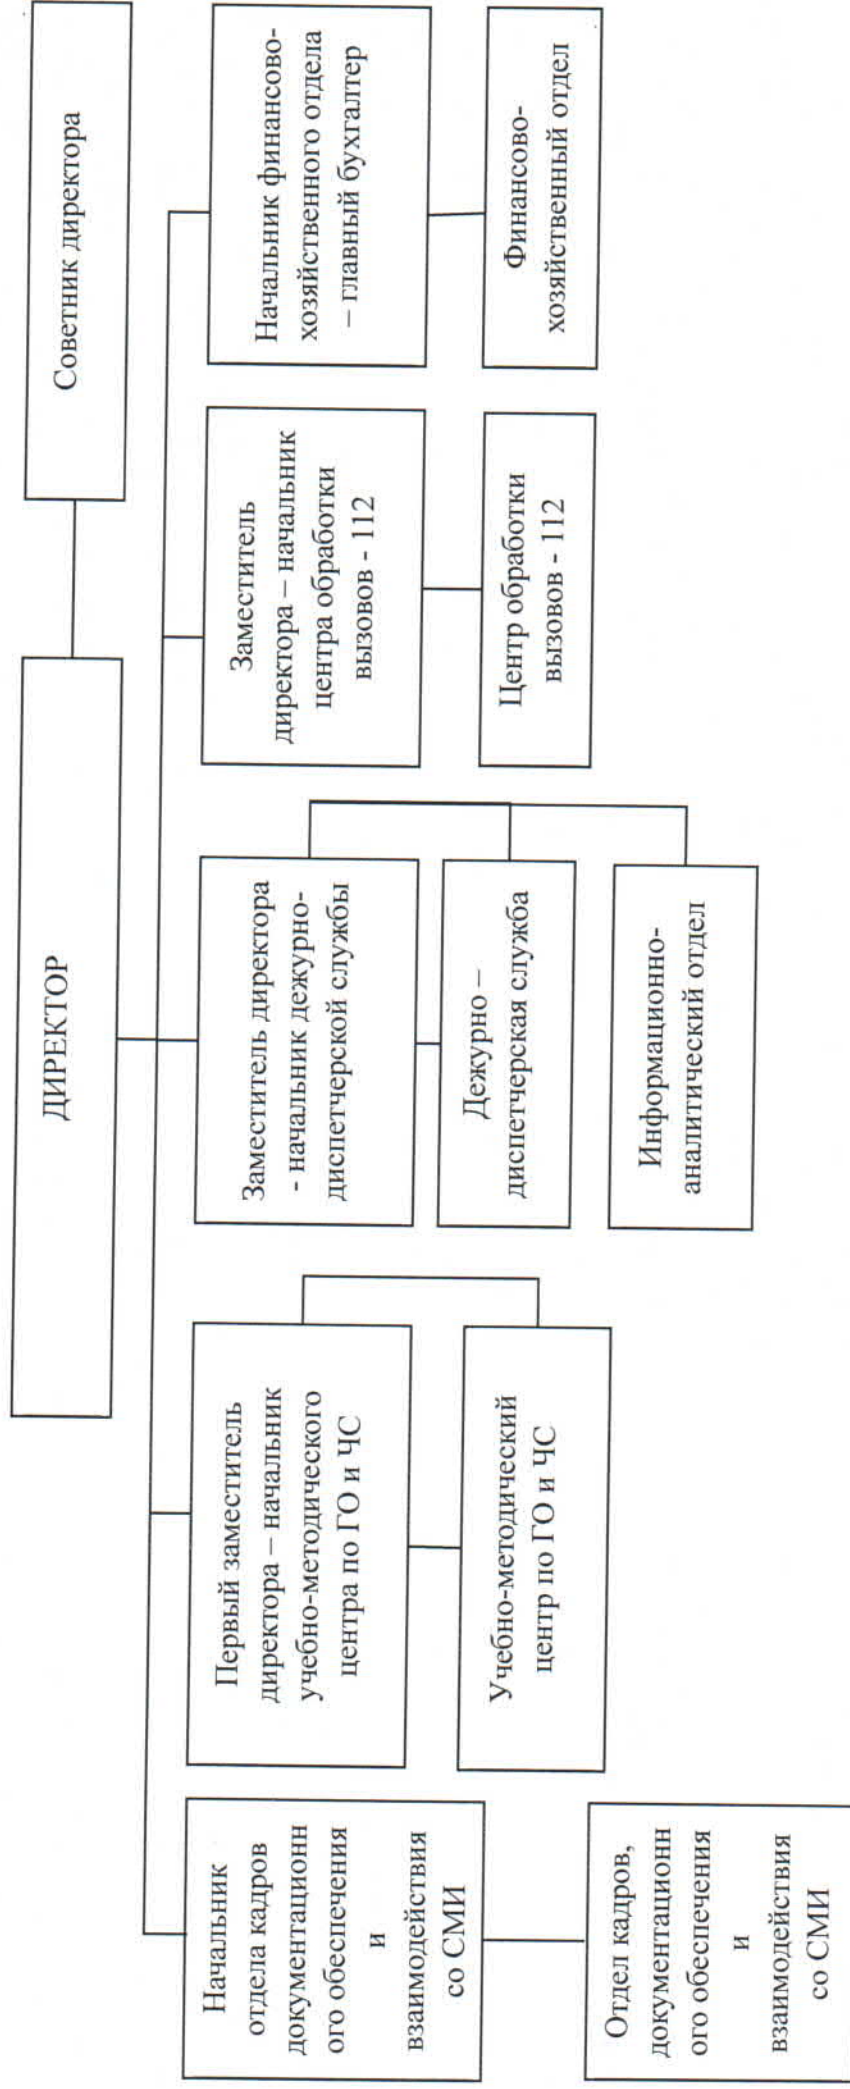 ДИРЕКТОР
Советник директора
Начальник
отдела кадров
документационн
ого обеспечения
и
взаимодействия
со СМИ
Первый заместитель
директора – начальник
учебно-методического
центра по ГО и ЧС
Заместитель директора
- начальник дежурно-
диспетчерской службы
Заместитель
директора – начальник
центра обработки
вызовов - 112
Начальник финансово-
хозяйственного отдела
– главный бухгалтер
Отдел кадров,
документационн
ого обеспечения
и
взаимодействия
со СМИ
Учебно-методический
центр по ГО и ЧС
Дежурно –
диспетчерская служба
Информационно-
аналитический отдел
Центр обработки
вызовов - 112
Финансово-
хозяйственный отдел